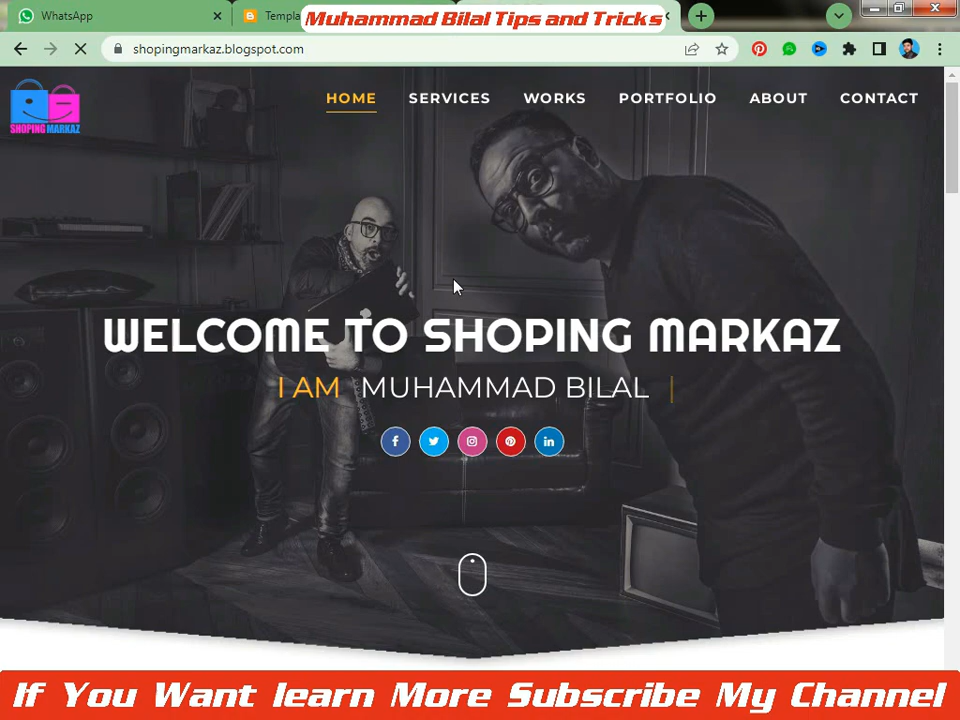 WhatsApp
Templa
Muhammad Bilal Tips and Tricks
shopingmarkaz.blogspot.com
SHOPING MARKAZ
HOME SERVICES WORKS PORTFOLIO ABOUT CONTACT
WELCOME TO SHOPING MARKAZ
I AM MUHAMMAD BILAL |
If You Want learn More Subscribe My Channel